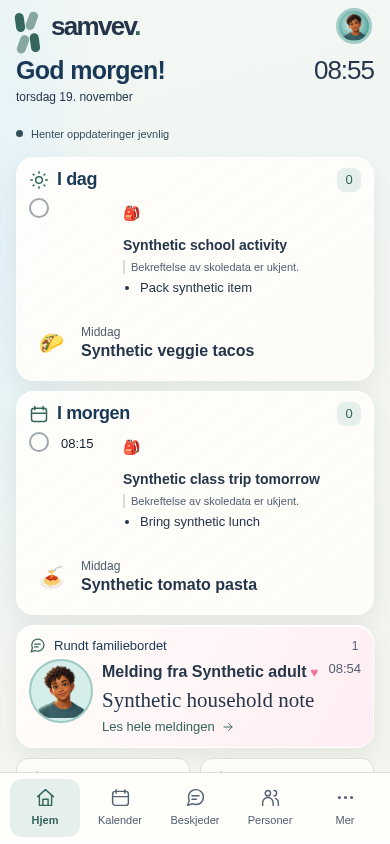 samvev.
God morgen!
08:55
torsdag 19. november
Henter oppdateringer jevnlig
I dag
0
Synthetic school activity
Bekreftelse av skoledata er ukjent.
• Pack synthetic item
Middag
Synthetic veggie tacos
I morgen
0
08:15
Synthetic class trip tomorrow
Bekreftelse av skoledata er ukjent.
• Bring synthetic lunch
Middag
Synthetic tomato pasta
Rundt familiebordet
1
Melding fra Synthetic adult ♥ 08:54
Synthetic household note
Les hele meldingen →
Hjem Kalender Beskjeder Personer Mer